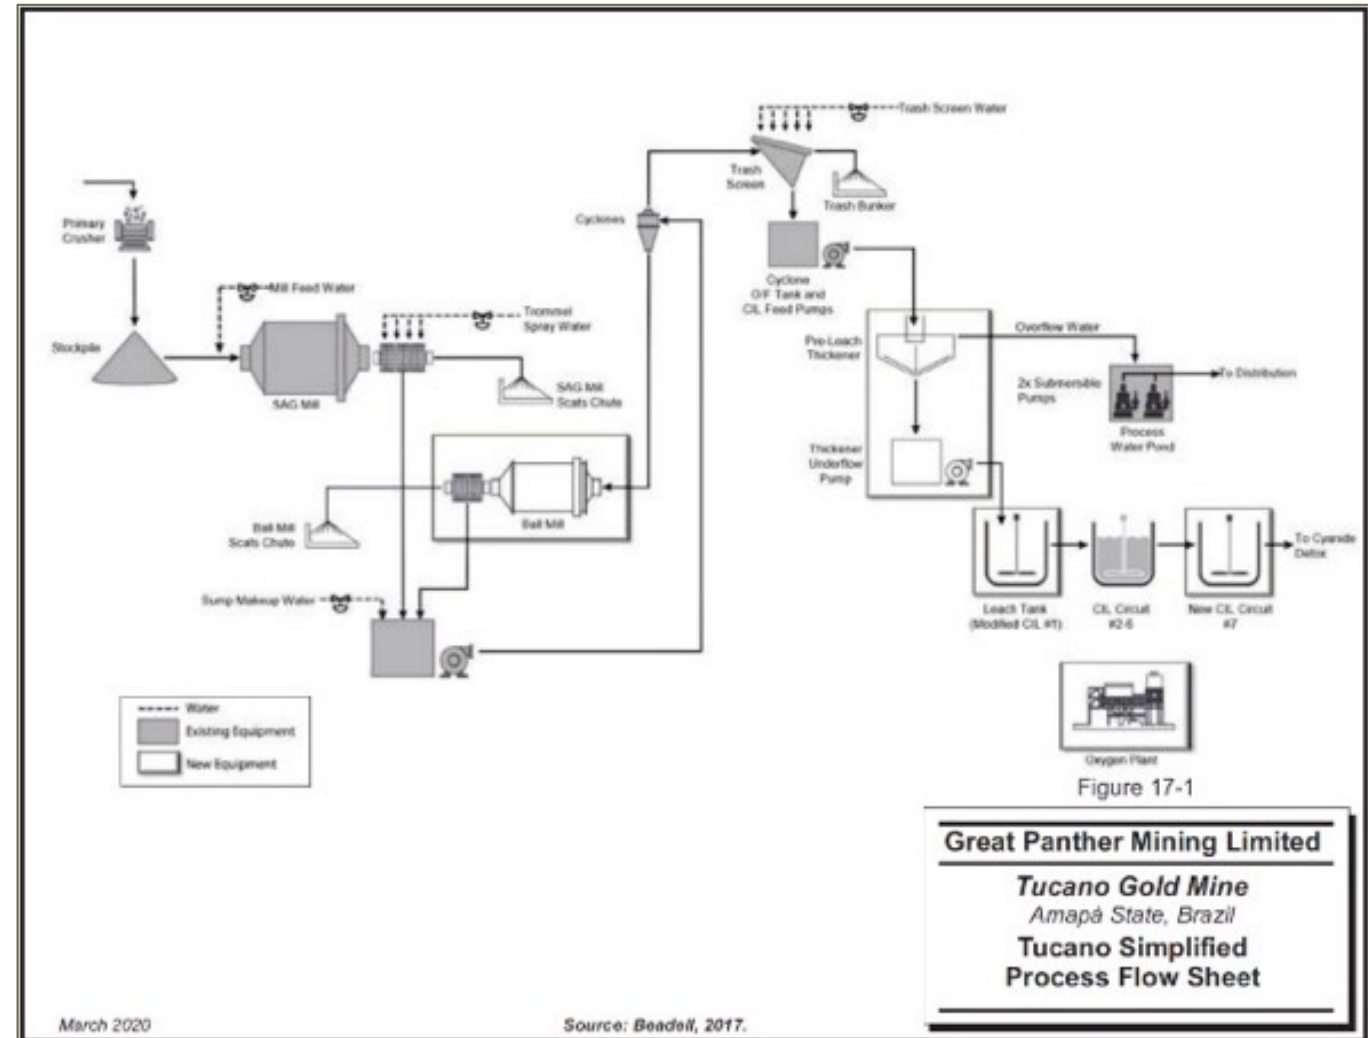 Trash Screen Water
Trash
Screen
Trash Bunker
Primary
Crusher
Cyclones
Cyclone
O/F Tank and
CIL Feed Pumps
Mill Feed Water
Trommel
Spray Water
Stockpile
SAG Mill
SAG Mill
Scats Chute
Pre-Leach
Thickener
Overflow Water
2x Submersible
Pumps
To Distribution
Process
Water Pond
Thickener
Underflow
Pump
Ball Mill
Ball Mill
Scats Chute
To Cyanide
Detox
Sump Makeup Water
Leach Tank
(Modified CIL #1)
CIL Circuit
#2-6
New CIL Circuit
#7
Water
Existing Equipment
New Equipment
Oxygen Plant
Figure 17-1
Great Panther Mining Limited
Tucano Gold Mine
Amapá State, Brazil
Tucano Simplified
Process Flow Sheet
March 2020
Source: Beadell, 2017.